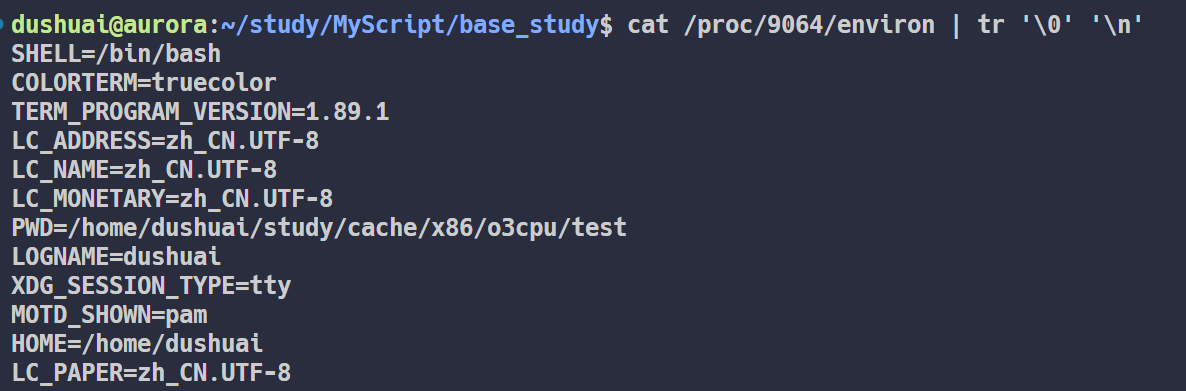 dushuai@aurora:~/study/MyScript/base_study$ cat /proc/9064/environ | tr '\0' '\n'
SHELL=/bin/bash
COLORTERM=truecolor
TERM_PROGRAM_VERSION=1.89.1
LC_ADDRESS=zh_CN.UTF-8
LC_NAME=zh_CN.UTF-8
LC_MONETARY=zh_CN.UTF-8
PWD=/home/dushuai/study/cache/x86/o3cpu/test
LOGNAME=dushuai
XDG_SESSION_TYPE=tty
MOTD_SHOWN=pam
HOME=/home/dushuai
LC_PAPER=zh_CN.UTF-8